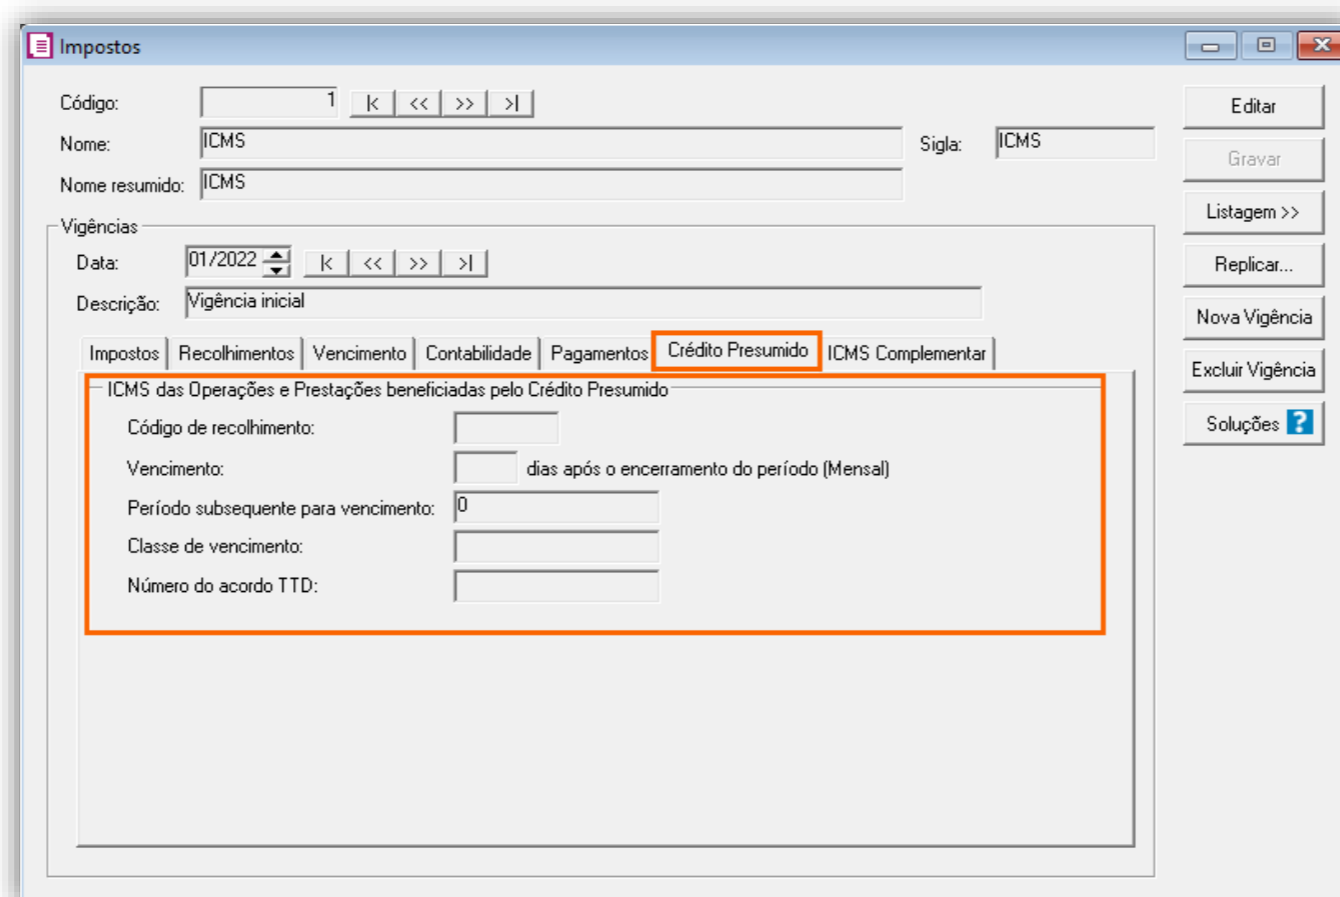 Impostos
Código: 1 |< << >> >| Editar
Nome: ICMS Sigla: ICMS
Gravar
Nome resumido: ICMS
Listagem >>
Vigências
Data: 01/2022 |< << >> >| Replicar...
Descrição: Vigência inicial
Nova Vigência
Impostos Recolhimentos Vencimento Contabilidade Pagamentos Crédito Presumido ICMS Complementar
Excluir Vigência
ICMS das Operações e Prestações beneficiadas pelo Crédito Presumido
Código de recolhimento: Soluções ?
Vencimento: dias após o encerramento do período (Mensal)
Período subsequente para vencimento: 0
Classe de vencimento:
Número do acordo TTD: